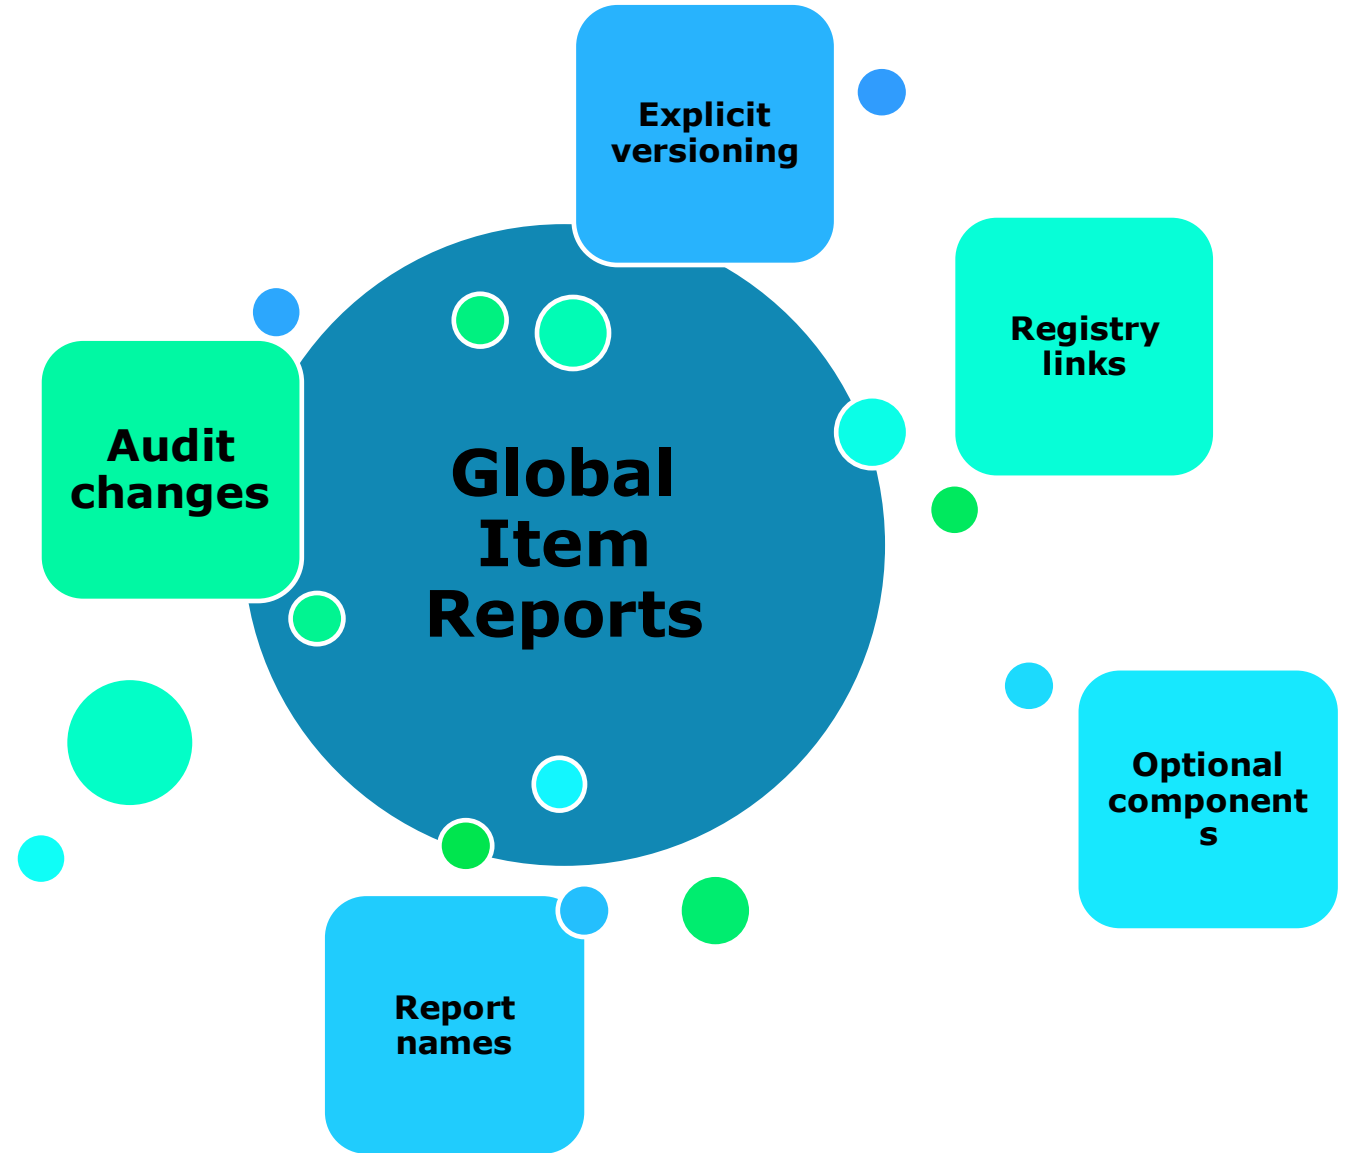 Explicit
versioning
Registry
links
Audit
changes
Global
Item
Reports
Optional
component
s
Report
names